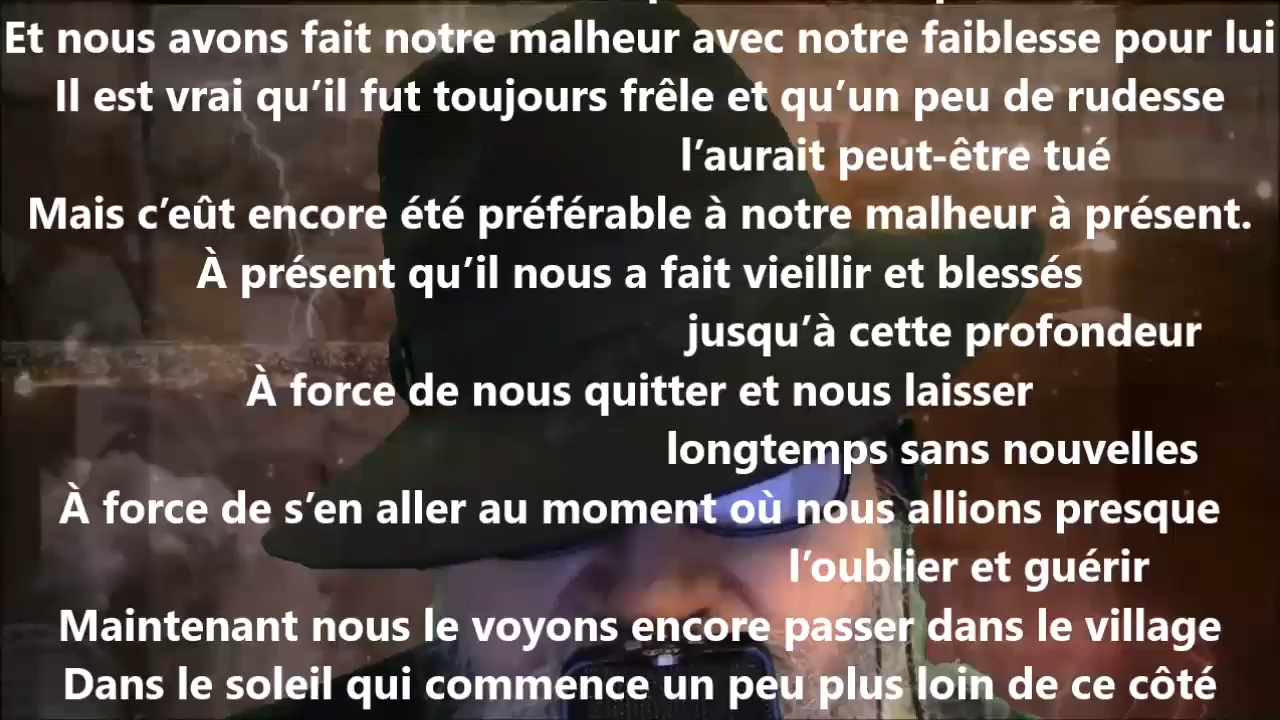 Et nous avons fait notre malheur avec notre faiblesse pour lui
Il est vrai qu’il fut toujours frêle et qu’un peu de rudesse
l’aurait peut-être tué
Mais c’eût encore été préférable à notre malheur à présent.
À présent qu’il nous a fait vieillir et blessés
jusqu’à cette profondeur
À force de nous quitter et nous laisser
longtemps sans nouvelles
À force de s’en aller au moment où nous allions presque
l’oublier et guérir
Maintenant nous le voyons encore passer dans le village
Dans le soleil qui commence un peu plus loin de ce côté